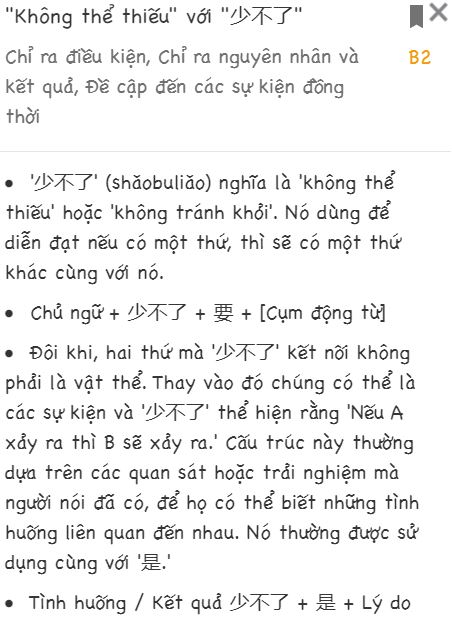 "Không thể thiếu" với "少不了"
Chỉ ra điều kiện, Chỉ ra nguyên nhân và
B2
kết quả, Đề cập đến các sự kiện đồng
thời
• '少不了' (shǎobuliǎo) nghĩa là 'không thể
thiếu' hoặc 'không tránh khỏi'. Nó dùng để
diễn đạt nếu có một thứ, thì sẽ có một thứ
khác cùng với nó.
• Chủ ngữ + 少不了 + 要 + [Cụm động từ]
• Đôi khi, hai thứ mà '少不了' kết nối không
phải là vật thể. Thay vào đó chúng có thể là
các sự kiện và '少不了' thể hiện rằng 'Nếu A
xảy ra thì B sẽ xảy ra.' Cấu trúc này thường
dựa trên các quan sát hoặc trải nghiệm mà
người nói đã có, để họ có thể biết những tình
huống liên quan đến nhau. Nó thường được sử
dụng cùng với '是.'
• Tình huống / Kết quả 少不了 + 是 + Lý do